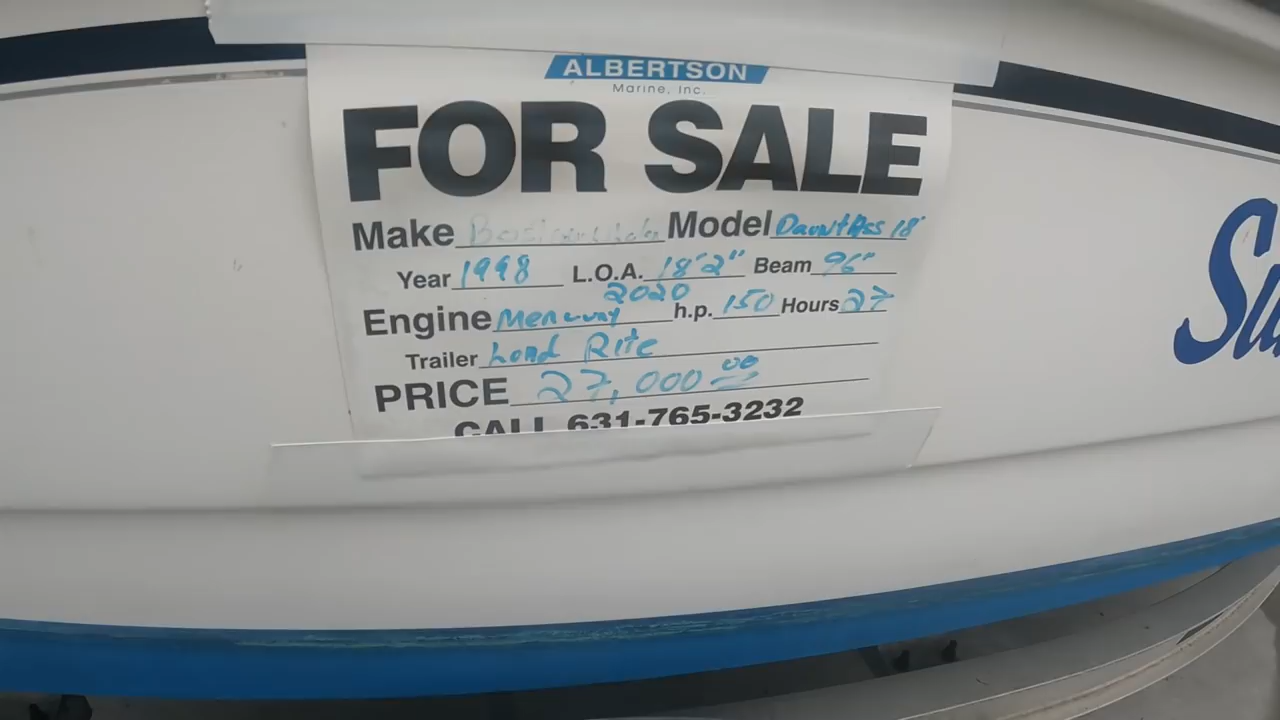 ALBERTSON
Marine, Inc.
FOR SALE
Make Model Dauntless 18'
Year 1998 L.O.A. 18'2" Beam 96"
2020
Engine Mercury h.p. 150 Hours 27
Trailer Load Rite
PRICE 27,000.00
CALL 631-765-3232
Su